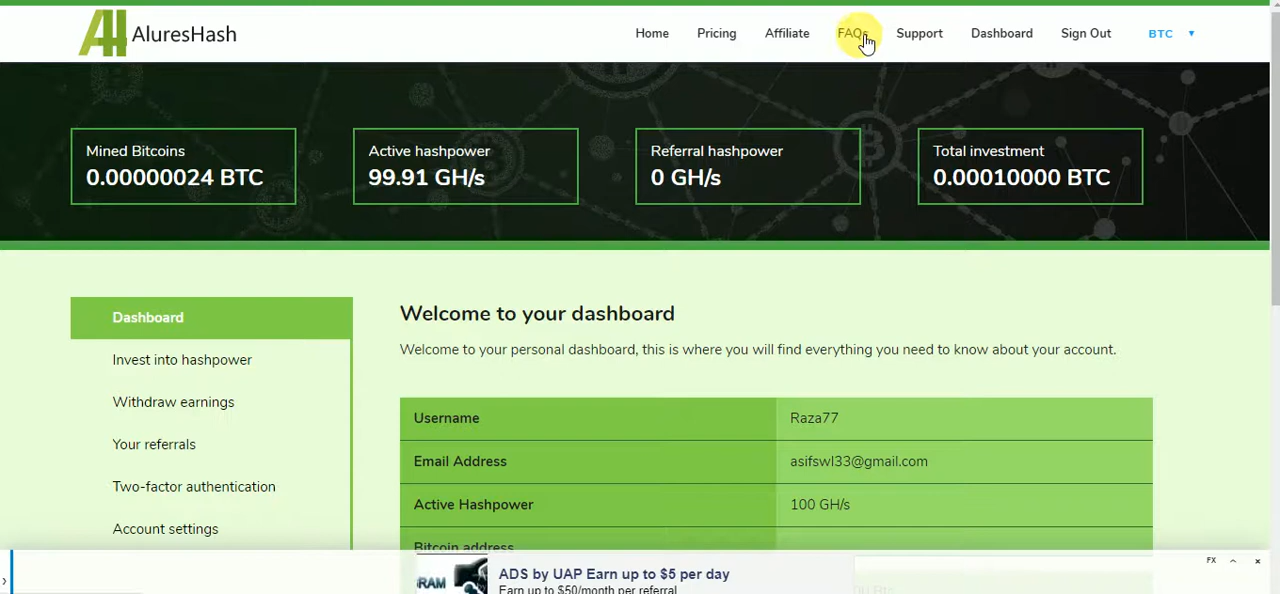 AluresHash
Home Pricing Affiliate FAQs Support Dashboard Sign Out BTC ▼
Mined Bitcoins
0.00000024 BTC
Active hashpower
99.91 GH/s
Referral hashpower
0 GH/s
Total investment
0.00010000 BTC
Dashboard
Invest into hashpower
Withdraw earnings
Your referrals
Two-factor authentication
Account settings
Welcome to your dashboard
Welcome to your personal dashboard, this is where you will find everything you need to know about your account.
Username Raza77
Email Address asifswl33@gmail.com
Active Hashpower 100 GH/s
Bitcoin address
FX
RAM
ADS by UAP Earn up to $5 per day
Earn up to $50/month per referral